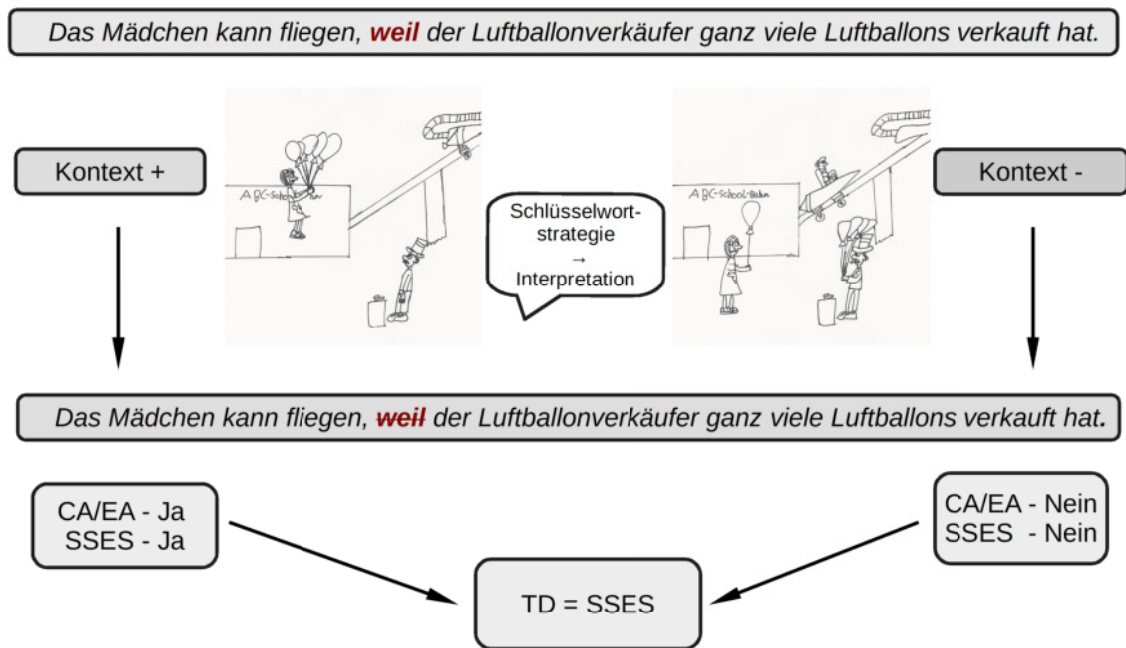 Das Mädchen kann fliegen, weil der Luftballonverkäufer ganz viele Luftballons verkauft hat.
Kontext +
ABC-School
Schlüsselwort-
strategie
→
Interpretation
ABC-School-Bahn
Kontext -
Das Mädchen kann fliegen, weil der Luftballonverkäufer ganz viele Luftballons verkauft hat.
CA/EA - Ja
SSES - Ja
CA/EA - Nein
SSES - Nein
TD = SSES